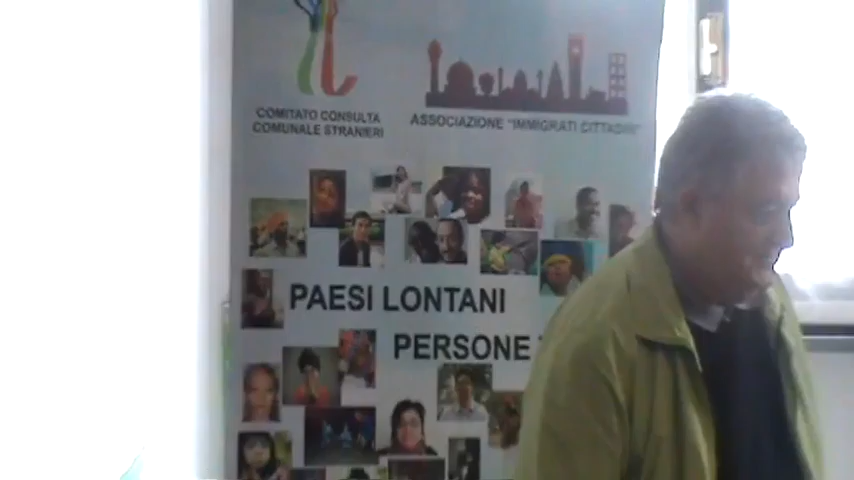 COMITATO CONSULTA
COMUNALE STRANIERI
ASSOCIAZIONE "IMMIGRATI CITTADINI"
PAESI LONTANI
PERSONE